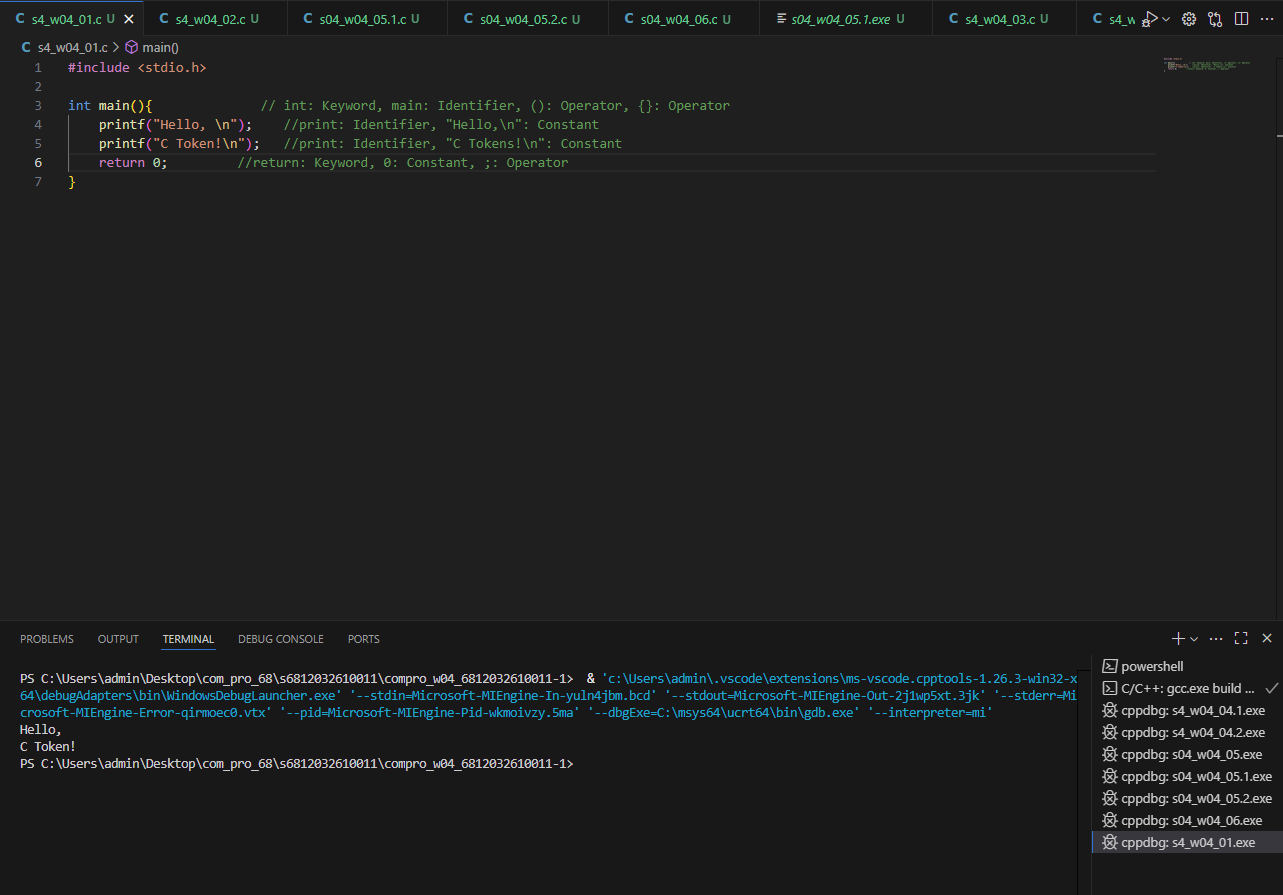 C s4_w04_01.c U
C s4_w04_02.c U
C s04_w04_05.1.c U
C s04_w04_05.2.c U
C s04_w04_06.c U
s04_w04_05.1.exe U
C s4_w04_03.c U
C s4_w
C s4_w04_01.c > main()
1 #include <stdio.h>
2
3 int main(){ // int: Keyword, main: Identifier, (): Operator, {}: Operator
4 printf("Hello, \n"); //print: Identifier, "Hello,\n": Constant
5 printf("C Token!\n"); //print: Identifier, "C Tokens!\n": Constant
6 return 0; //return: Keyword, 0: Constant, ;: Operator
7 }
PROBLEMS OUTPUT TERMINAL DEBUG CONSOLE PORTS
PS C:\Users\admin\Desktop\com_pro_68\s6812032610011\compro_w04_6812032610011-1> & 'c:\Users\admin\.vscode\extensions\ms-vscode.cpptools-1.26.3-win32-x
64\debugAdapters\bin\WindowsDebugLauncher.exe' '--stdin=Microsoft-MIEngine-In-yuln4jbm.bcd' '--stdout=Microsoft-MIEngine-Out-2j1wp5xt.3jk' '--stderr=Mi
crosoft-MIEngine-Error-qirmoec0.vtx' '--pid=Microsoft-MIEngine-Pid-wkmoivzy.5ma' '--dbgExe=C:\msys64\ucrt64\bin\gdb.exe' '--interpreter=mi'
Hello,
C Token!
PS C:\Users\admin\Desktop\com_pro_68\s6812032610011\compro_w04_6812032610011-1>
powershell
C/C++: gcc.exe build ...
cppdbg: s4_w04_04.1.exe
cppdbg: s4_w04_04.2.exe
cppdbg: s04_w04_05.exe
cppdbg: s04_w04_05.1.exe
cppdbg: s04_w04_05.2.exe
cppdbg: s04_w04_06.exe
cppdbg: s4_w04_01.exe